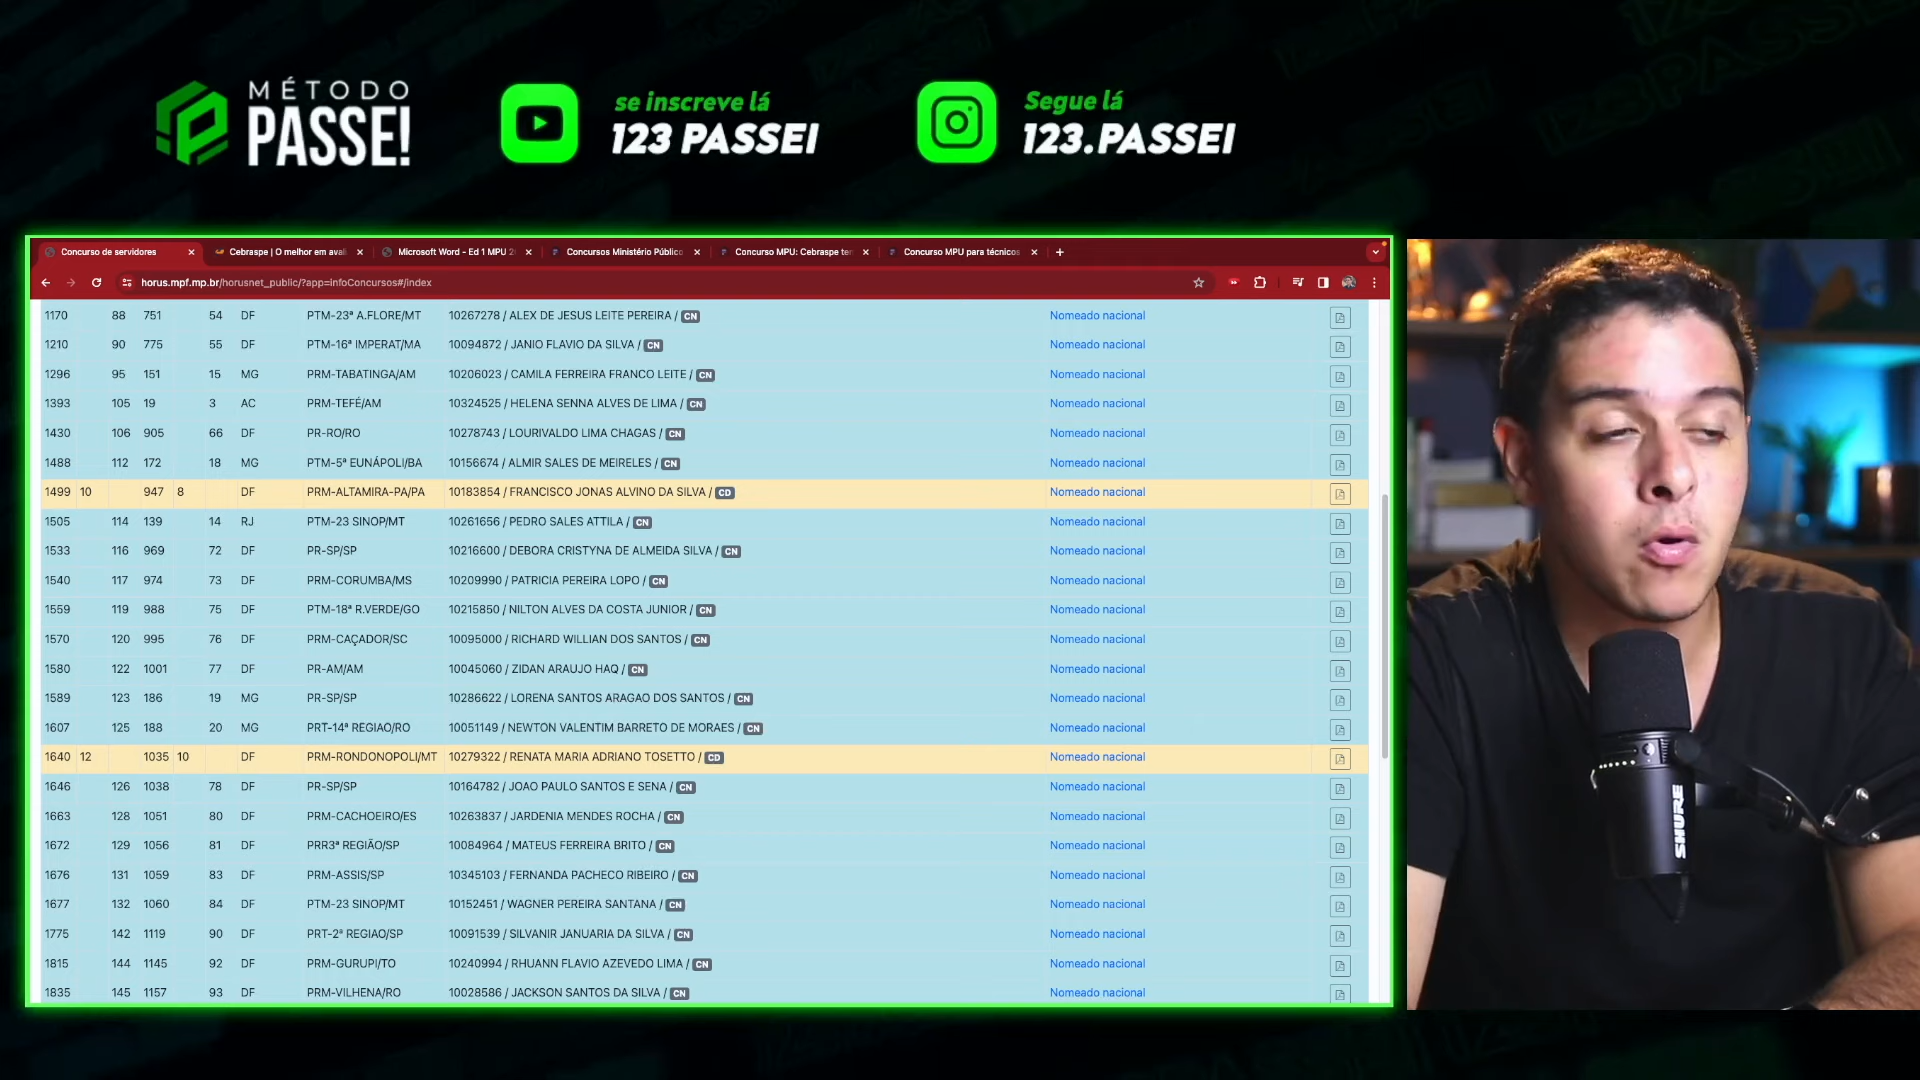 MÉTODO
PASSE!
se inscreve lá
123 PASSEI
Segue lá
123.PASSEI
Concurso de servidores
Cebraspe | O melhor em avali
Microsoft Word - Ed 1 MPU 2
Concursos Ministério Público
Concurso MPU: Cebraspe ter
Concurso MPU para técnicos
horus.mpf.mp.br/horusnet_public/?app=infoConcursos#/index
1170 88 751 54 DF PTM-23ª A.FLORE/MT 10267278 / ALEX DE JESUS LEITE PEREIRA / CN Nomeado nacional
1210 90 775 55 DF PTM-16ª IMPERAT/MA 10094872 / JANIO FLAVIO DA SILVA / CN Nomeado nacional
1296 95 151 15 MG PRM-TABATINGA/AM 10206023 / CAMILA FERREIRA FRANCO LEITE / CN Nomeado nacional
1393 105 19 3 AC PRM-TEFÉ/AM 10324525 / HELENA SENNA ALVES DE LIMA / CN Nomeado nacional
1430 106 905 66 DF PR-RO/RO 10278743 / LOURIVALDO LIMA CHAGAS / CN Nomeado nacional
1488 112 172 18 MG PTM-5ª EUNÁPOLI/BA 10156674 / ALMIR SALES DE MEIRELES / CN Nomeado nacional
1499 10 947 8 DF PRM-ALTAMIRA-PA/PA 10183854 / FRANCISCO JONAS ALVINO DA SILVA / CD Nomeado nacional
1505 114 139 14 RJ PTM-23 SINOP/MT 10261656 / PEDRO SALES ATTILA / CN Nomeado nacional
1533 116 969 72 DF PR-SP/SP 10216600 / DEBORA CRISTYNA DE ALMEIDA SILVA / CN Nomeado nacional
1540 117 974 73 DF PRM-CORUMBA/MS 10209990 / PATRICIA PEREIRA LOPO / CN Nomeado nacional
1559 119 988 75 DF PTM-18ª R.VERDE/GO 10215850 / NILTON ALVES DA COSTA JUNIOR / CN Nomeado nacional
1570 120 995 76 DF PRM-CAÇADOR/SC 10095000 / RICHARD WILLIAN DOS SANTOS / CN Nomeado nacional
1580 122 1001 77 DF PR-AM/AM 10045060 / ZIDAN ARAUJO HAQ / CN Nomeado nacional
1589 123 186 19 MG PR-SP/SP 10286622 / LORENA SANTOS ARAGAO DOS SANTOS / CN Nomeado nacional
1607 125 188 20 MG PRT-14ª REGIAO/RO 10051149 / NEWTON VALENTIM BARRETO DE MORAES / CN Nomeado nacional
1640 12 1035 10 DF PRM-RONDONOPOLI/MT 10279322 / RENATA MARIA ADRIANO TOSETTO / CD Nomeado nacional
1646 126 1038 78 DF PR-SP/SP 10164782 / JOAO PAULO SANTOS E SENA / CN Nomeado nacional
1663 128 1051 80 DF PRM-CACHOEIRO/ES 10263837 / JARDENIA MENDES ROCHA / CN Nomeado nacional
1672 129 1056 81 DF PRR3ª REGIÃO/SP 10084964 / MATEUS FERREIRA BRITO / CN Nomeado nacional
1676 131 1059 83 DF PRM-ASSIS/SP 10345103 / FERNANDA PACHECO RIBEIRO / CN Nomeado nacional
1677 132 1060 84 DF PTM-23 SINOP/MT 10152451 / WAGNER PEREIRA SANTANA / CN Nomeado nacional
1775 142 1119 90 DF PRT-2ª REGIAO/SP 10091539 / SILVANIR JANUARIA DA SILVA / CN Nomeado nacional
1815 144 1145 92 DF PRM-GURUPI/TO 10240994 / RHUANN FLAVIO AZEVEDO LIMA / CN Nomeado nacional
1835 145 1157 93 DF PRM-VILHENA/RO 10028586 / JACKSON SANTOS DA SILVA / CN Nomeado nacional
SHURE